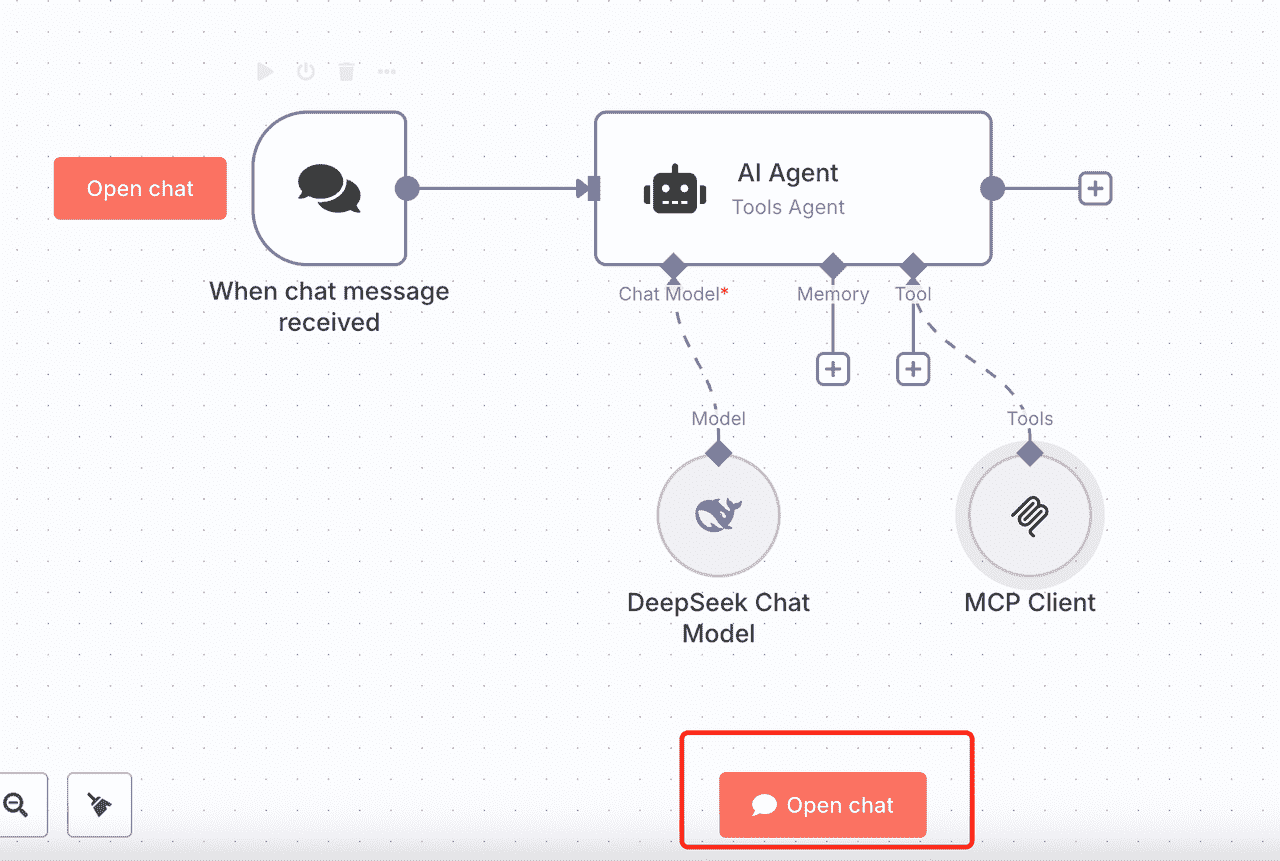 Open chat
When chat message
received
AI Agent
Tools Agent
Chat Model*
Memory
Tool
Model
Tools
DeepSeek Chat
Model
MCP Client
Open chat